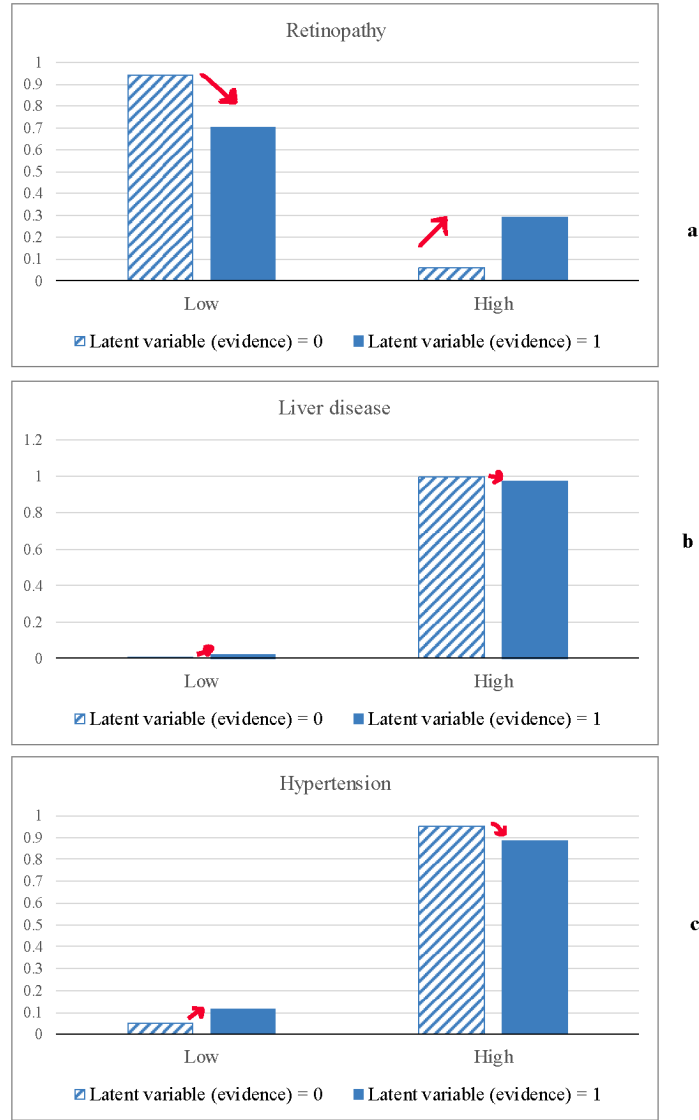 Retinopathy
1
0.9
0.8
0.7
0.6
0.5
0.4
0.3
0.2
0.1
0
Low High
Latent variable (evidence) = 0 Latent variable (evidence) = 1
a
Liver disease
1.2
1
0.8
0.6
0.4
0.2
0
Low High
Latent variable (evidence) = 0 Latent variable (evidence) = 1
b
Hypertension
1
0.9
0.8
0.7
0.6
0.5
0.4
0.3
0.2
0.1
0
Low High
Latent variable (evidence) = 0 Latent variable (evidence) = 1
c